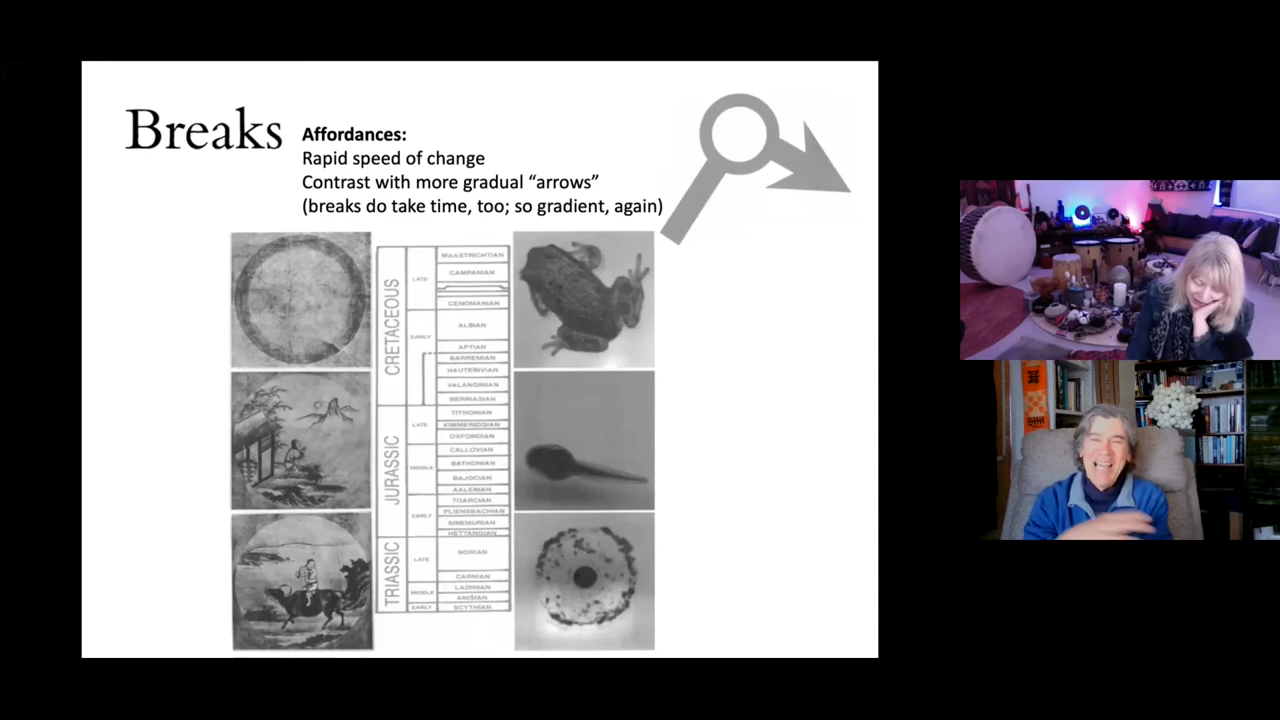 Breaks
Affordances:
Rapid speed of change
Contrast with more gradual “arrows”
(breaks do take time, too; so gradient, again)
CRETACEOUS
LATE
MAASTRICHTIAN
CAMPANIAN
CENOMANIAN
EARLY
ALBIAN
APTIAN
BARREMIAN
HAUTERIVIAN
VALANGINIAN
BERRIASIAN
JURASSIC
LATE
TITHONIAN
KIMMERIDGIAN
OXFORDIAN
MIDDLE
CALLOVIAN
BATHONIAN
BAJOCIAN
AALENIAN
EARLY
TOARCIAN
PLIENSBACHIAN
SINEMURIAN
HETTANGIAN
TRIASSIC
LATE
NORIAN
CARNIAN
MIDDLE
LADINIAN
ANISIAN
EARLY
SCYTHIAN